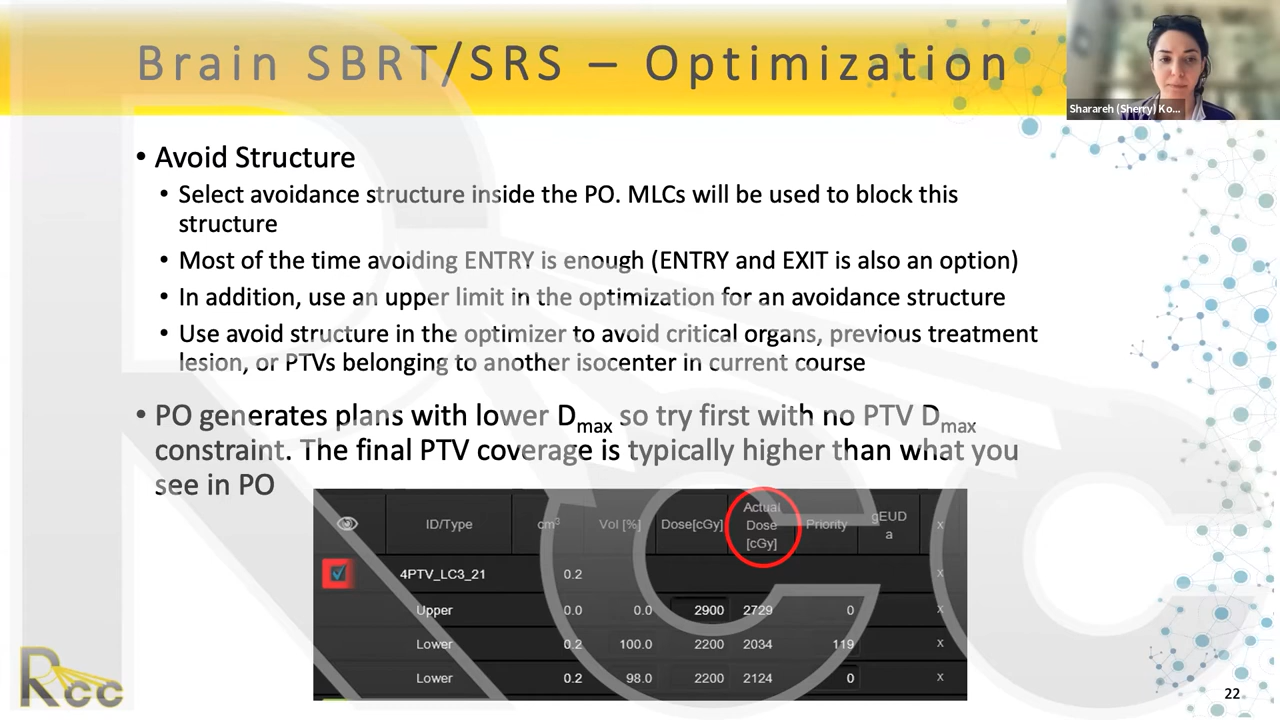 Brain SBRT/SRS – Optimization
Sharareh (Sherry) Ko...
• Avoid Structure
• Select avoidance structure inside the PO. MLCs will be used to block this
structure
• Most of the time avoiding ENTRY is enough (ENTRY and EXIT is also an option)
• In addition, use an upper limit in the optimization for an avoidance structure
• Use avoid structure in the optimizer to avoid critical organs, previous treatment
lesion, or PTVs belonging to another isocenter in current course
• PO generates plans with lower Dmax so try first with no PTV Dmax
constraint. The final PTV coverage is typically higher than what you
see in PO
ID/Type cm³ Vol [%] Dose[cGy] Actual Dose [cGy] Priority gEUD a x
4PTV_LC3_21 0.2 x
Upper 0.0 0.0 2900 2729 0 x
Lower 0.2 100.0 2200 2034 119 x
Lower 0.2 98.0 2200 2124 0 x
Rcc
Rcc
22